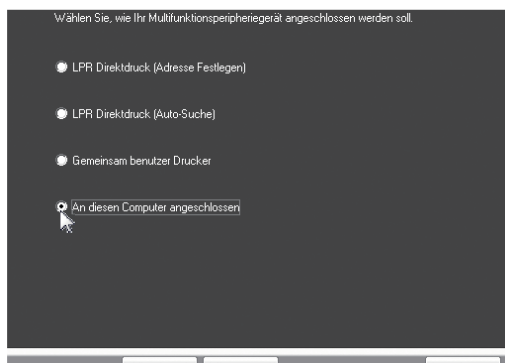 Wählen Sie, wie Ihr Multifunktionsperipheriegerät angeschlossen werden soll.
LPR Direktdruck (Adresse Festlegen)
LPR Direktdruck (Auto-Suche)
Gemeinsam benutzer Drucker
An diesen Computer angeschlossen